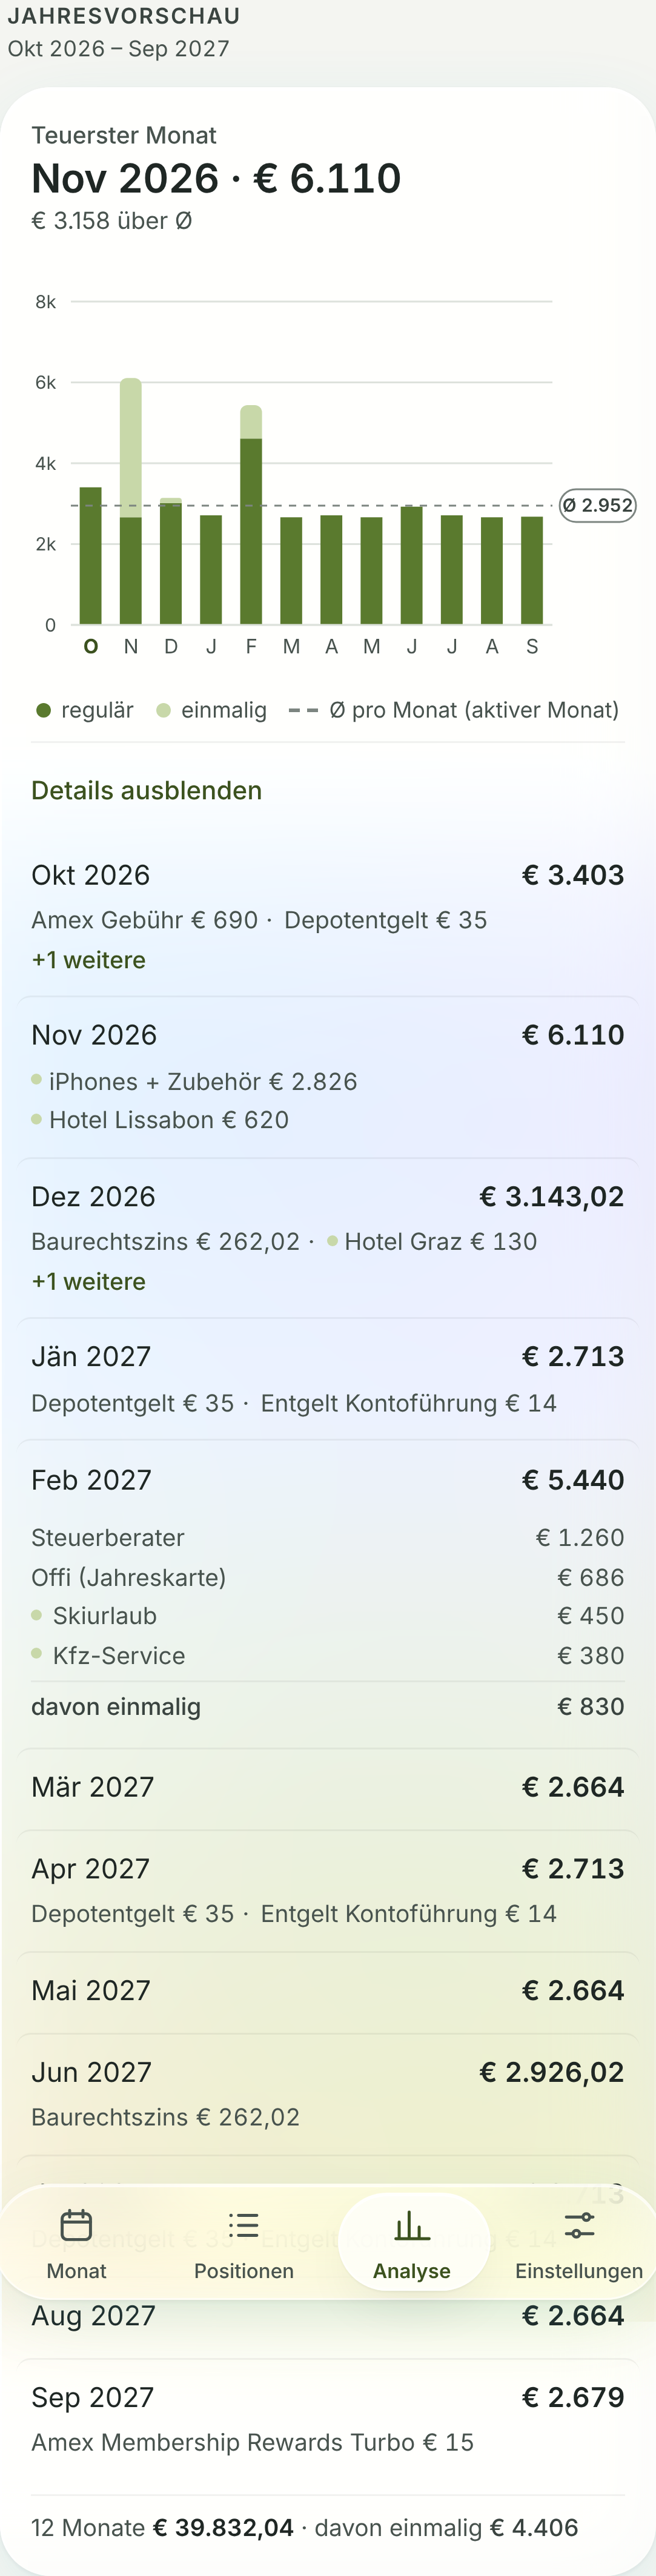 JAHRESVORSCHAU
Okt 2026 – Sep 2027
Teuerster Monat
Nov 2026 · € 6.110
€ 3.158 über Ø
8k
6k
4k
Ø 2.952
2k
0
O N D J F M A M J J A S
regulär einmalig Ø pro Monat (aktiver Monat)
Details ausblenden
Okt 2026 € 3.403
Amex Gebühr € 690 · Depotentgelt € 35
+1 weitere
Nov 2026 € 6.110
iPhones + Zubehör € 2.826
Hotel Lissabon € 620
Dez 2026 € 3.143,02
Baurechtszins € 262,02 · Hotel Graz € 130
+1 weitere
Jän 2027 € 2.713
Depotentgelt € 35 · Entgelt Kontoführung € 14
Feb 2027 € 5.440
Steuerberater € 1.260
Offi (Jahreskarte) € 686
Skiurlaub € 450
Kfz-Service € 380
davon einmalig € 830
Mär 2027 € 2.664
Apr 2027 € 2.713
Depotentgelt € 35 · Entgelt Kontoführung € 14
Mai 2027 € 2.664
Jun 2027 € 2.926,02
Baurechtszins € 262,02
Depotentgelt € 35 · Entgelt Kontoführung € 14
Monat Positionen Analyse Einstellungen
Aug 2027 € 2.664
Sep 2027 € 2.679
Amex Membership Rewards Turbo € 15
12 Monate € 39.832,04 · davon einmalig € 4.406